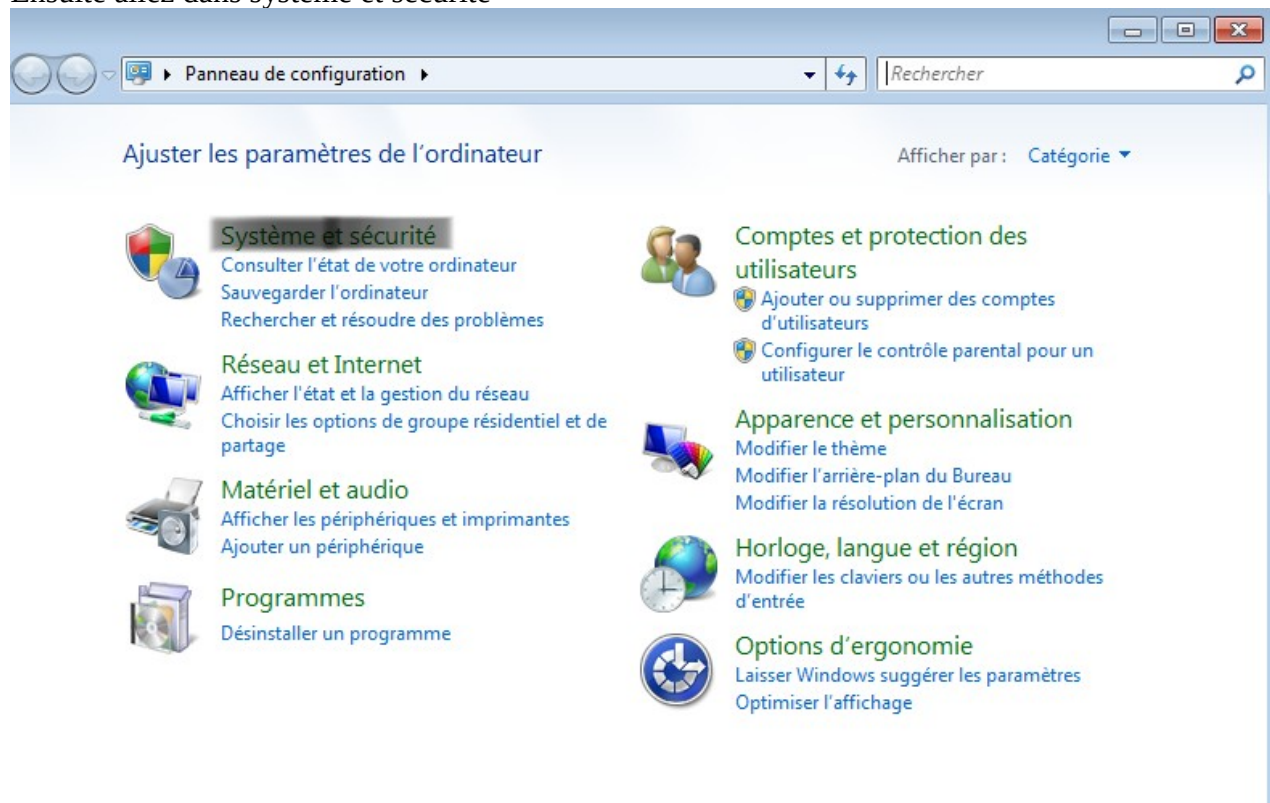 Ensuite allez dans système et sécurité
Panneau de configuration
Rechercher
Ajuster les paramètres de l'ordinateur
Afficher par : Catégorie
Système et sécurité
Consulter l'état de votre ordinateur
Sauvegarder l'ordinateur
Rechercher et résoudre des problèmes
Réseau et Internet
Afficher l'état et la gestion du réseau
Choisir les options de groupe résidentiel et de
partage
Matériel et audio
Afficher les périphériques et imprimantes
Ajouter un périphérique
Programmes
Désinstaller un programme
Comptes et protection des
utilisateurs
Ajouter ou supprimer des comptes
d'utilisateurs
Configurer le contrôle parental pour un
utilisateur
Apparence et personnalisation
Modifier le thème
Modifier l'arrière-plan du Bureau
Modifier la résolution de l'écran
Horloge, langue et région
Modifier les claviers ou les autres méthodes
d'entrée
Options d'ergonomie
Laisser Windows suggérer les paramètres
Optimiser l'affichage